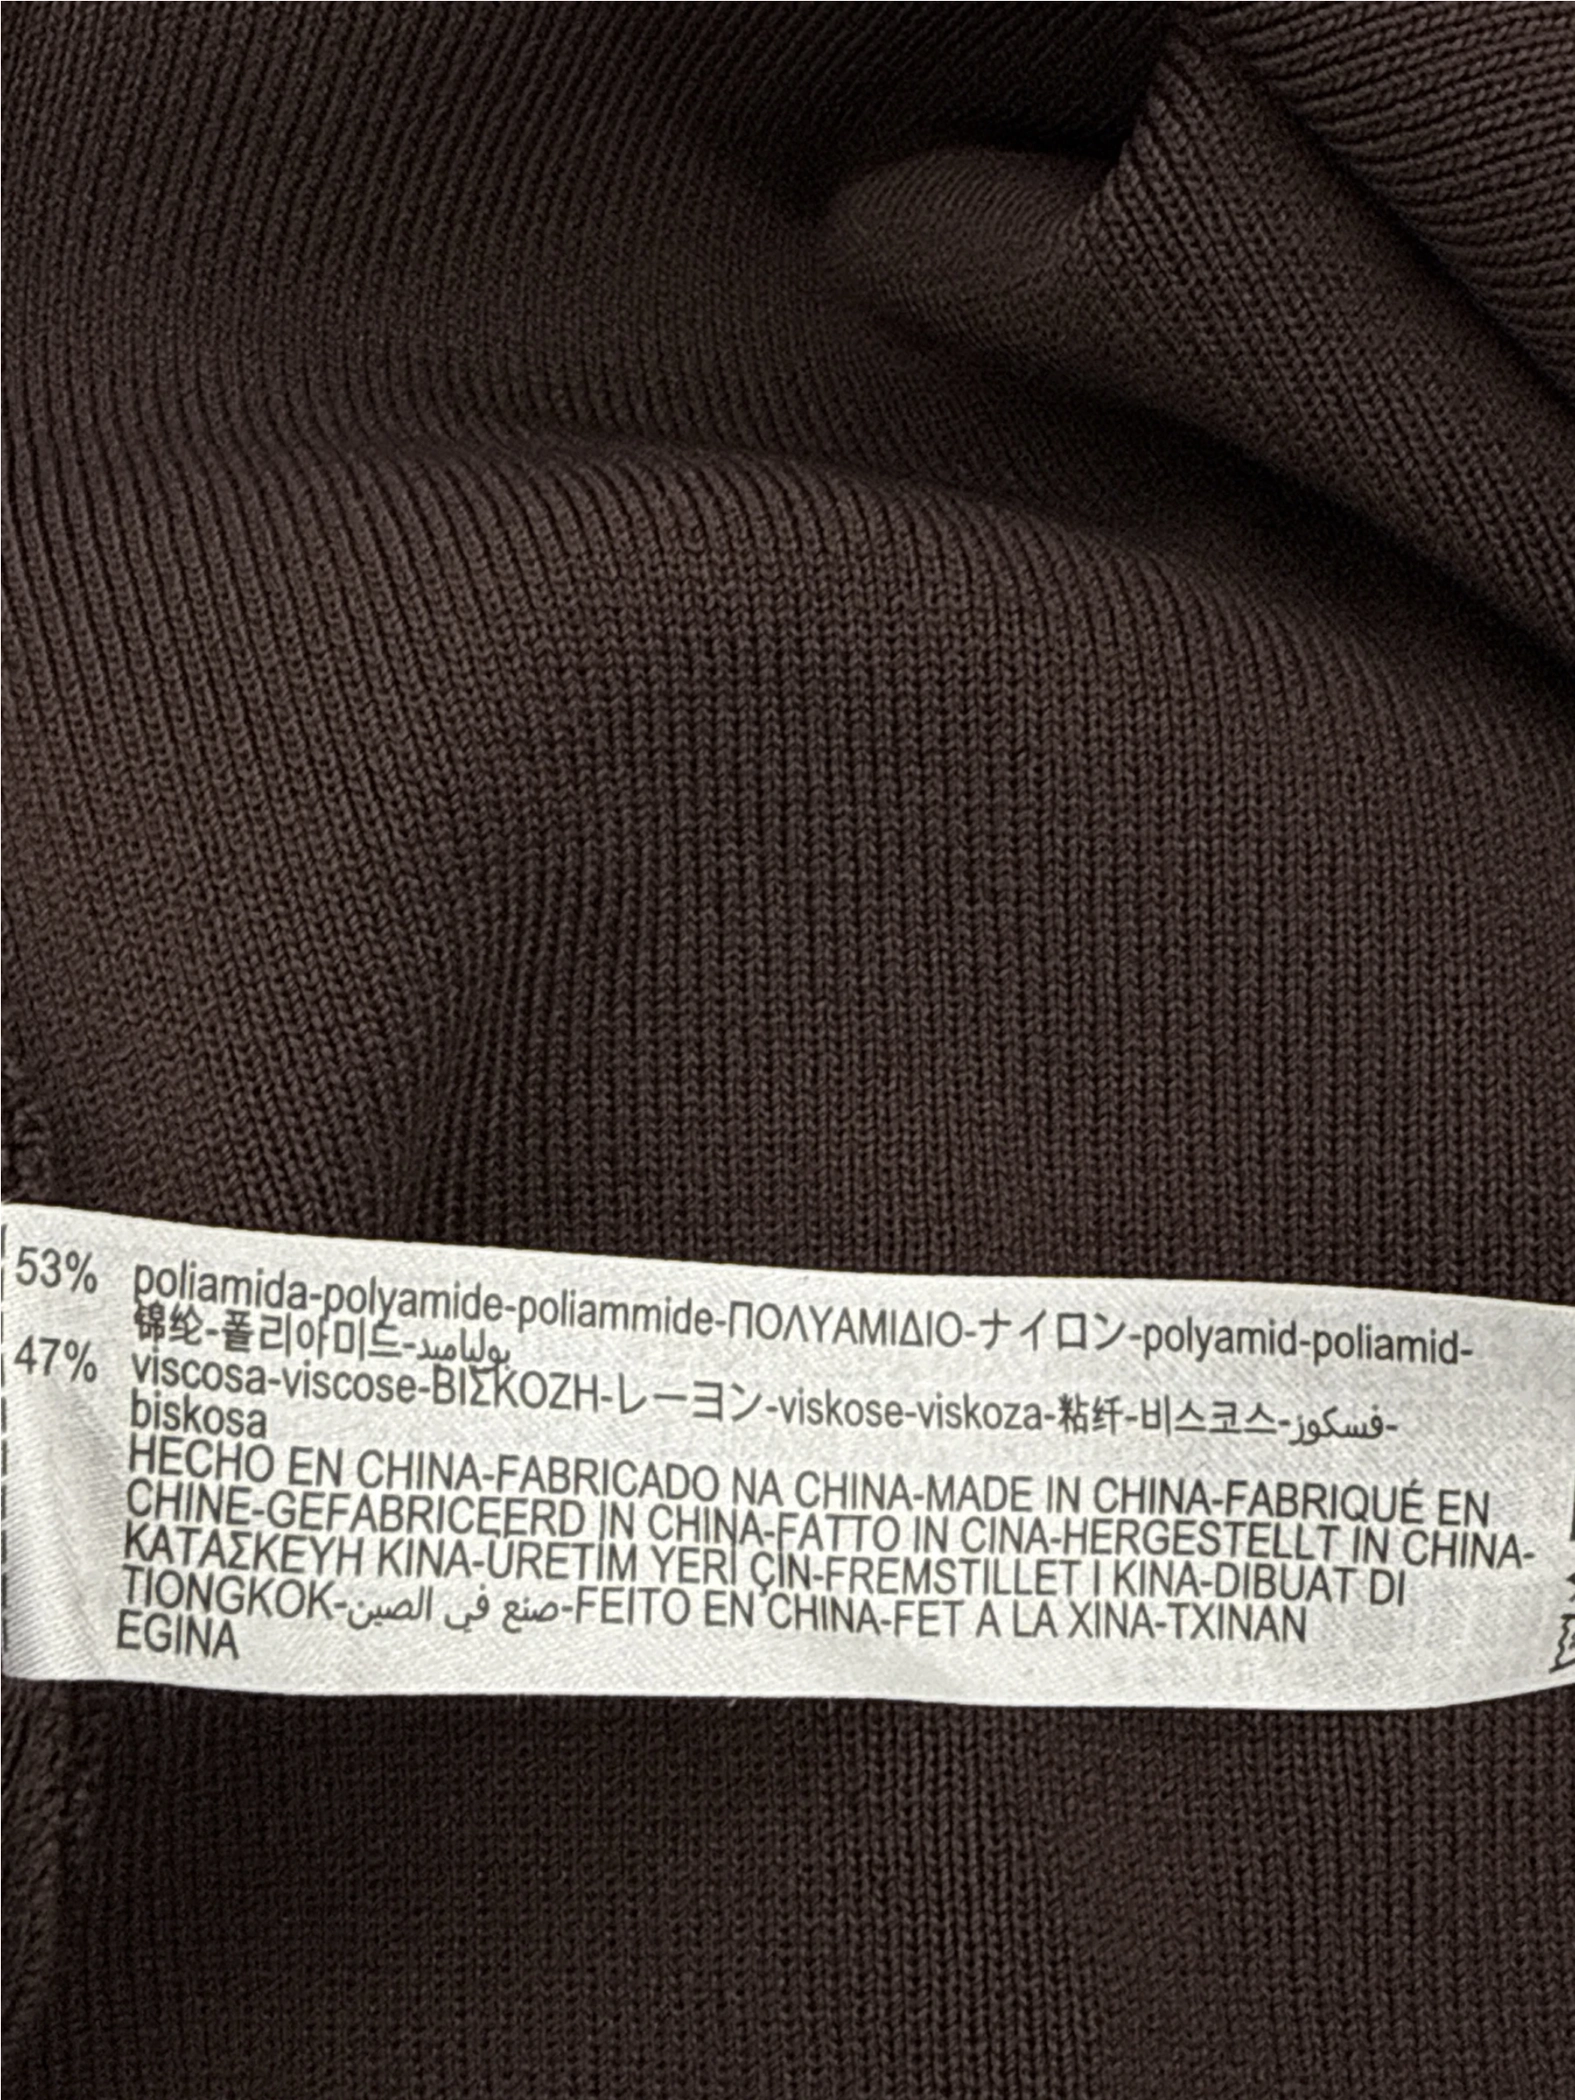 53% poliamida-polyamide-poliammide-ΠΟΛΥΑΜΙΔΙΟ-ナイロン-polyamid-poliamid-
锦纶-폴리아미드-بولياميد
47% viscosa-viscose-ΒΙΣΚΟΖΗ-レーヨン-viskose-viskoza-粘纤-비스코스-فسكوز-
biskosa
HECHO EN CHINA-FABRICADO NA CHINA-MADE IN CHINA-FABRIQUÉ EN
CHINE-GEFABRICEERD IN CHINA-FATTO IN CINA-HERGESTELLT IN CHINA-
ΚΑΤΑΣΚΕΥΗ ΚΙΝΑ-ÜRETİM YERİ ÇİN-FREMSTILLET I KINA-DIBUAT DI
TIONGKOK-صنع في الصين-FEITO EN CHINA-FET A LA XINA-TXINAN
EGINA